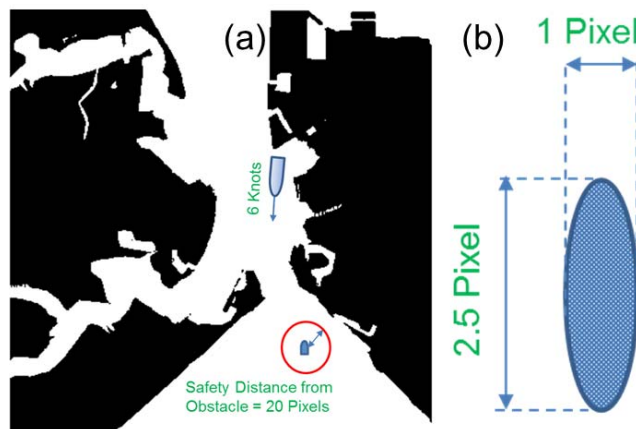 (a)
6 Knots
Safety Distance from
Obstacle = 20 Pixels
(b)
1 Pixel
2.5 Pixel